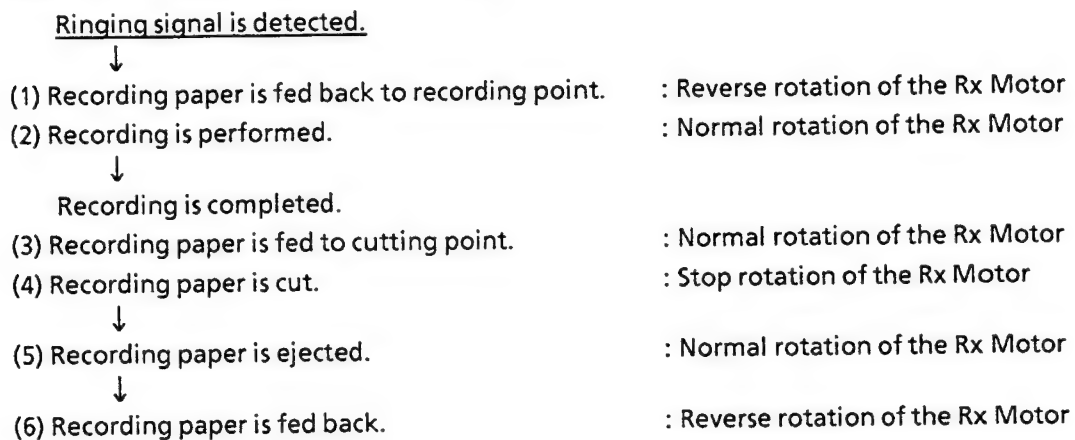 Ringing signal is detected.
↓
(1) Recording paper is fed back to recording point. : Reverse rotation of the Rx Motor
(2) Recording is performed. : Normal rotation of the Rx Motor
↓
Recording is completed.
(3) Recording paper is fed to cutting point. : Normal rotation of the Rx Motor
(4) Recording paper is cut. : Stop rotation of the Rx Motor
↓
(5) Recording paper is ejected. : Normal rotation of the Rx Motor
↓
(6) Recording paper is fed back. : Reverse rotation of the Rx Motor